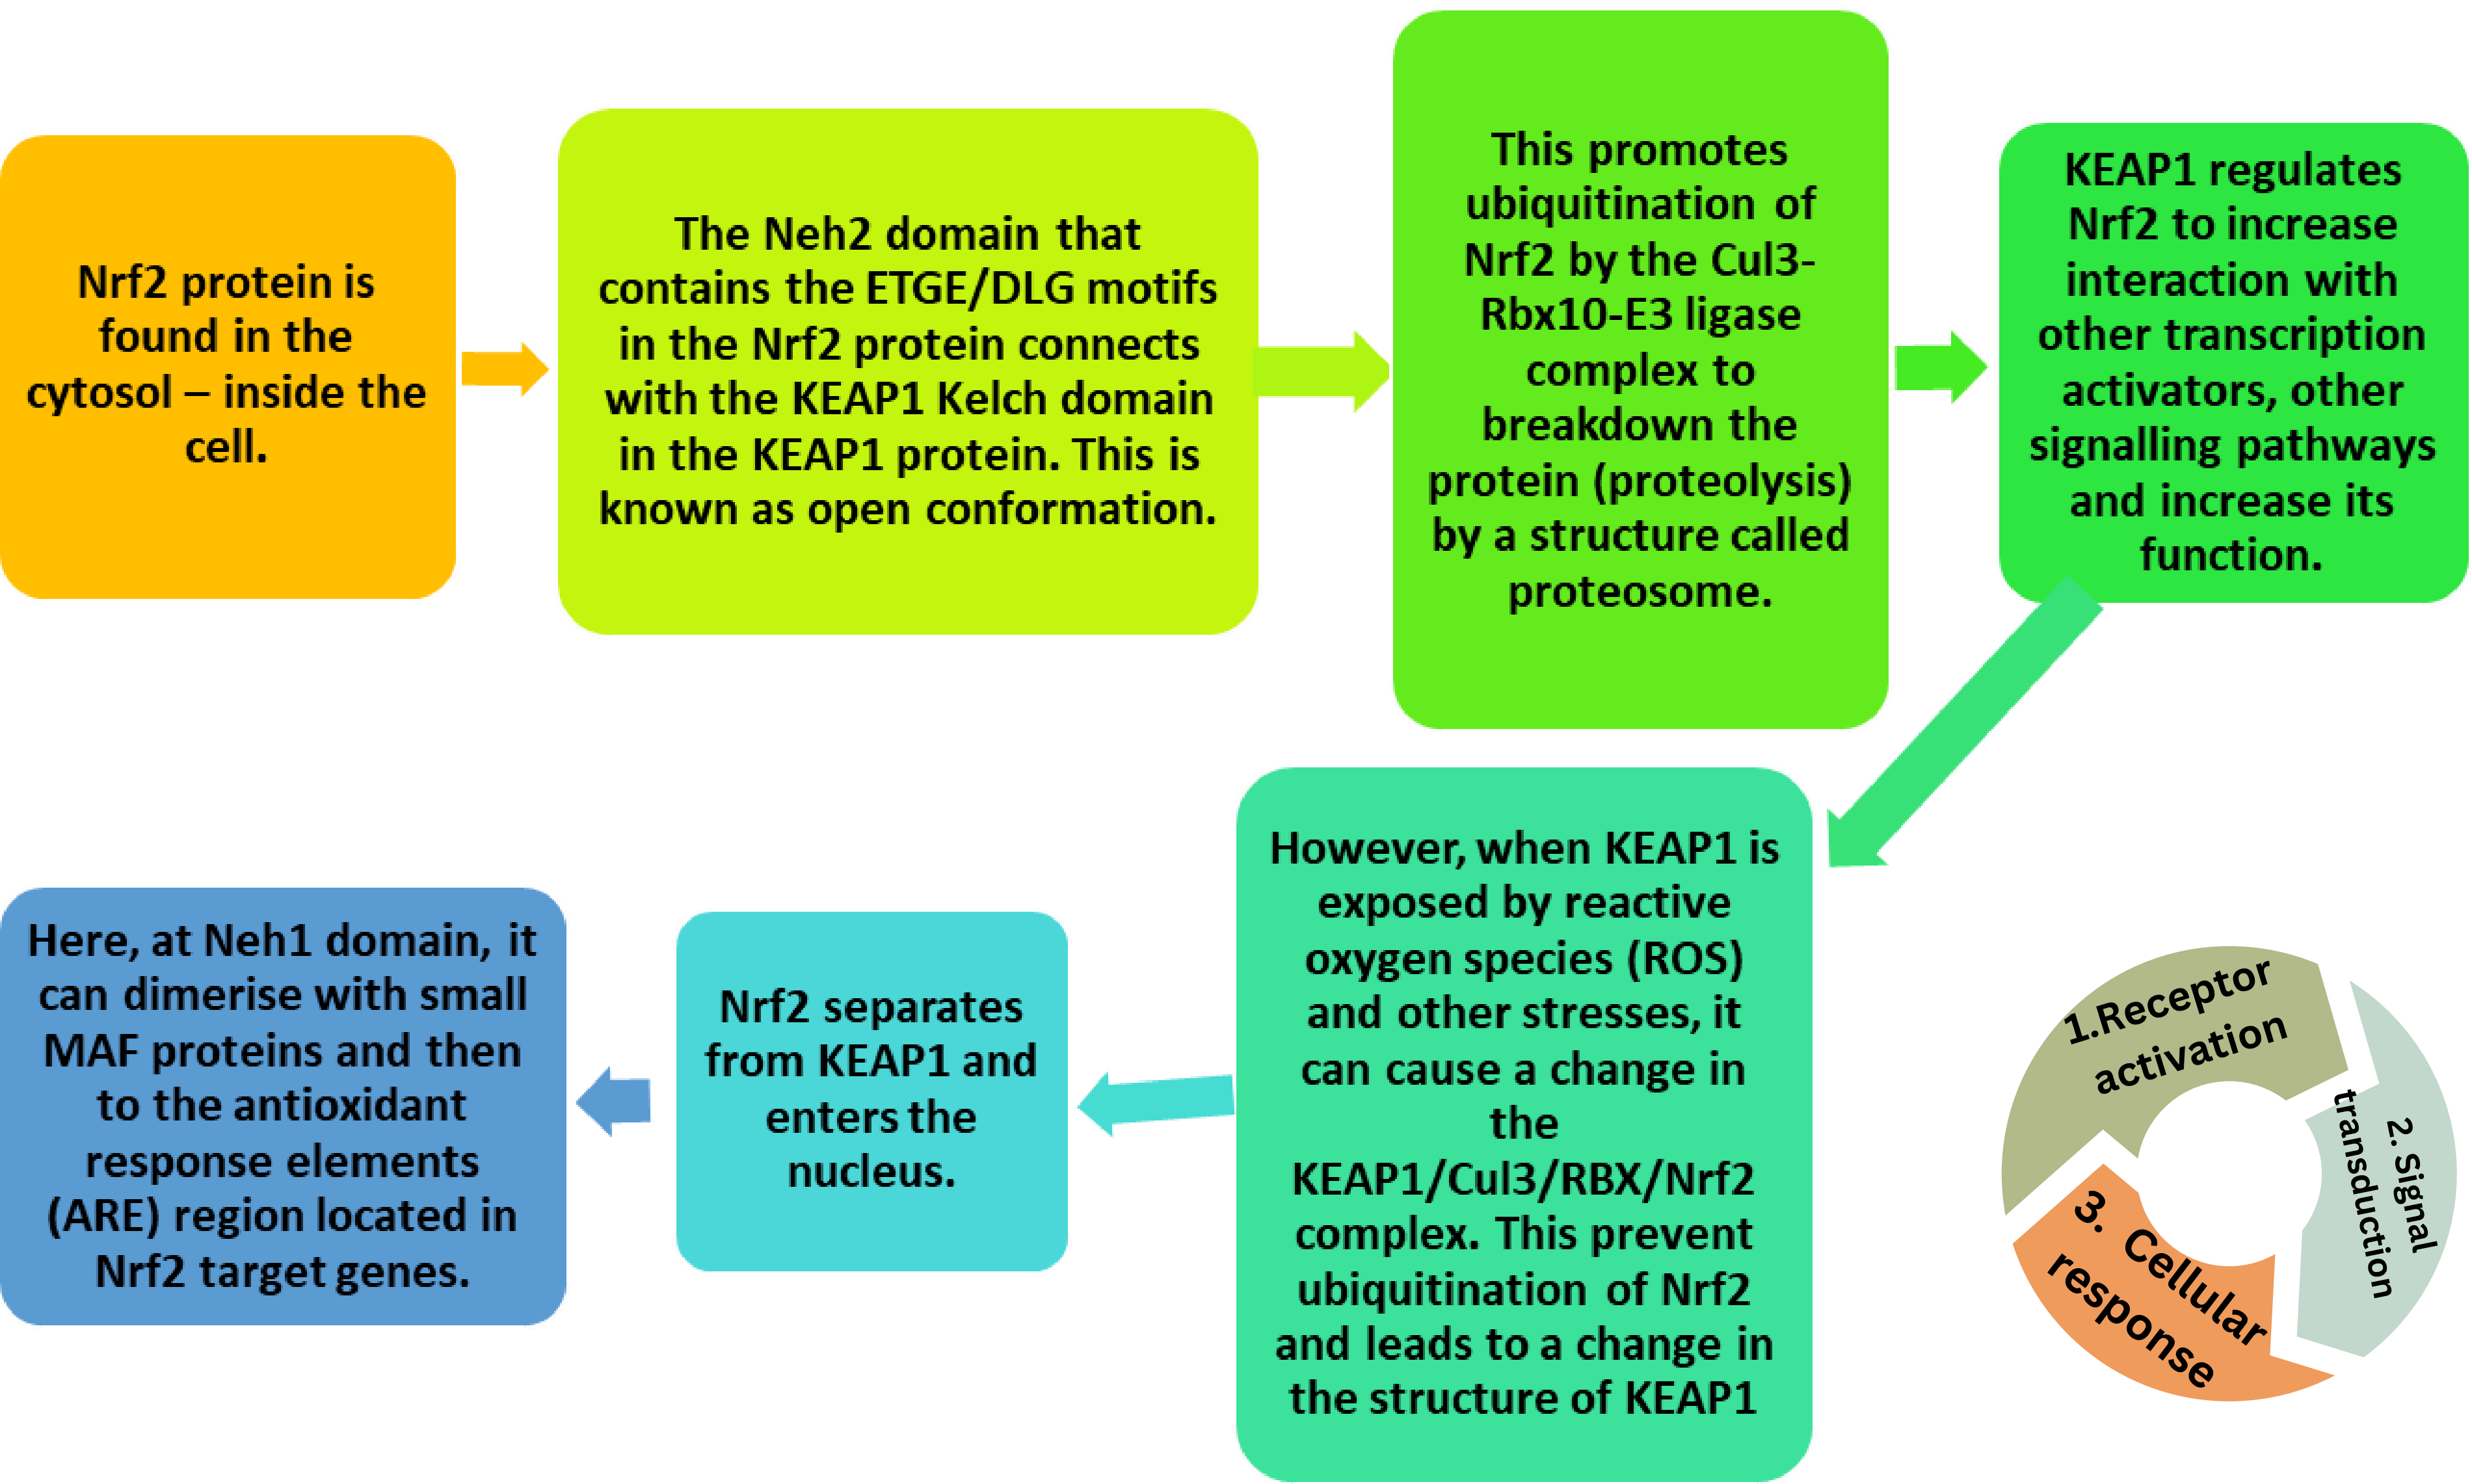 Nrf2 protein is
found in the
cytosol – inside the
cell.
The Neh2 domain that
contains the ETGE/DLG motifs
in the Nrf2 protein connects
with the KEAP1 Kelch domain
in the KEAP1 protein. This is
known as open conformation.
This promotes
ubiquitination of
Nrf2 by the Cul3-
Rbx10-E3 ligase
complex to
breakdown the
protein (proteolysis)
by a structure called
proteosome.
KEAP1 regulates
Nrf2 to increase
interaction with
other transcription
activators, other
signalling pathways
and increase its
function.
However, when KEAP1 is
exposed by reactive
oxygen species (ROS)
and other stresses, it
can cause a change in
the
KEAP1/Cul3/RBX/Nrf2
complex. This prevent
ubiquitination of Nrf2
and leads to a change in
the structure of KEAP1
Nrf2 separates
from KEAP1 and
enters the
nucleus.
Here, at Neh1 domain, it
can dimerise with small
MAF proteins and then
to the antioxidant
response elements
(ARE) region located in
Nrf2 target genes.
1.Receptor
activation
2. Signal
transduction
3. Cellular
response